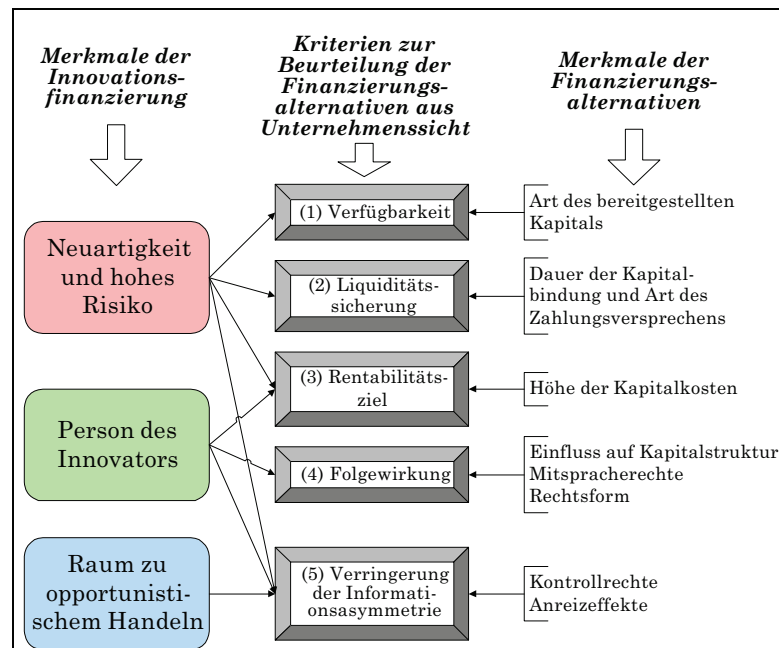 Merkmale der
Innovations-
finanzierung
Kriterien zur
Beurteilung der
Finanzierungs-
alternativen aus
Unternehmenssicht
Merkmale der
Finanzierungs-
alternativen
Neuartigkeit
und hohes
Risiko
Person des
Innovators
Raum zu
opportunisti-
schem Handeln
(1) Verfügbarkeit
(2) Liquiditäts-
sicherung
(3) Rentabilitäts-
ziel
(4) Folgewirkung
(5) Verringerung
der Informati-
onsasymmetrie
Art des bereitgestellten
Kapitals
Dauer der Kapital-
bindung und Art des
Zahlungsversprechens
Höhe der Kapitalkosten
Einfluss auf Kapitalstruktur
Mitspracherechte
Rechtsform
Kontrollrechte
Anreizeffekte